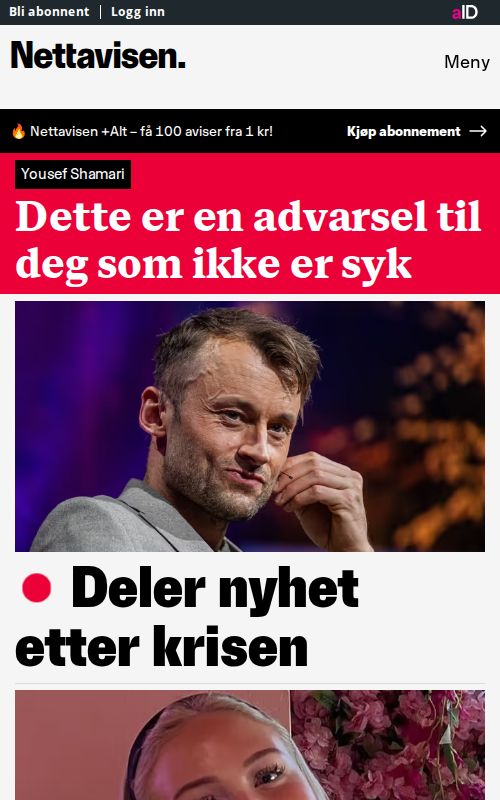 Bli abonnent | Logg inn
aID
Nettavisen.
Meny
🔥 Nettavisen +Alt – få 100 aviser fra 1 kr!
Kjøp abonnement →
Yousef Shamari
Dette er en advarsel til
deg som ikke er syk
Deler nyhet
etter krisen